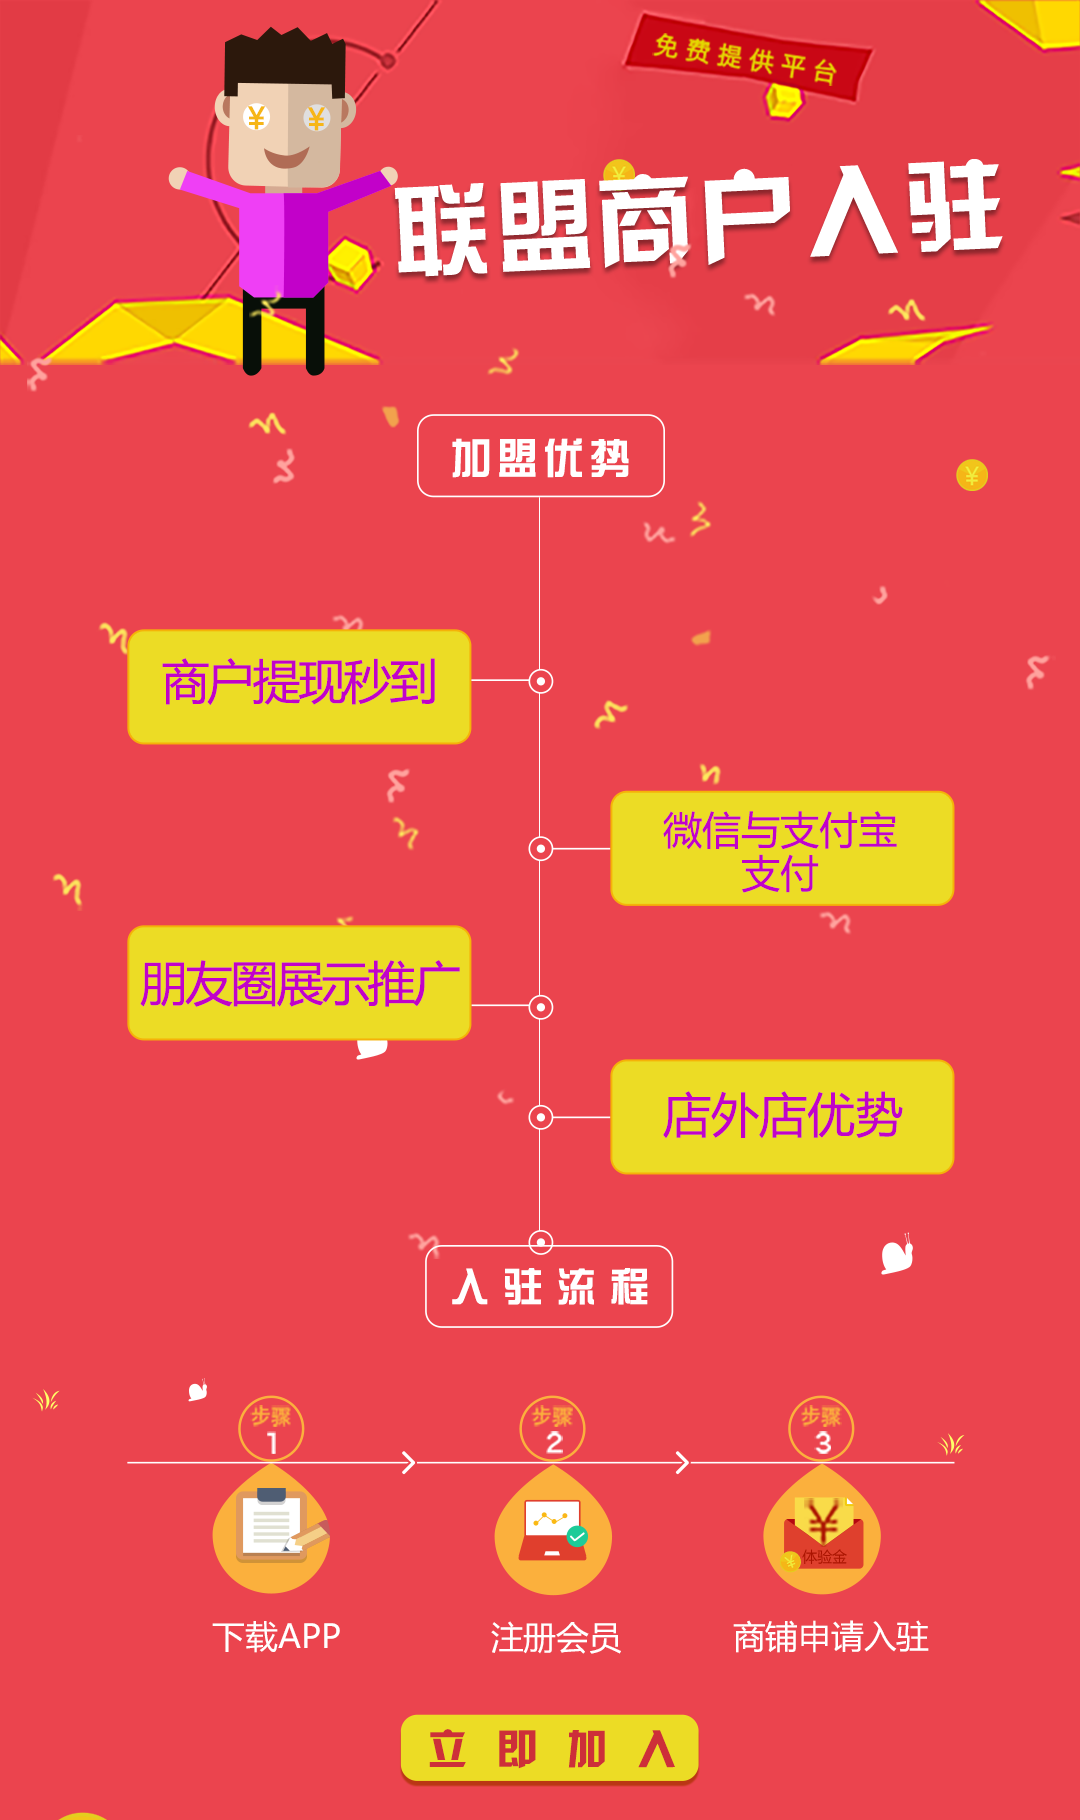 免费提供平台
联盟商户入驻
加盟优势
商户提现秒到
微信与支付宝
支付
朋友圈展示推广
店外店优势
入驻流程
步骤
1
步骤
2
步骤
3
体验金
下载APP
注册会员
商铺申请入驻
立即加入